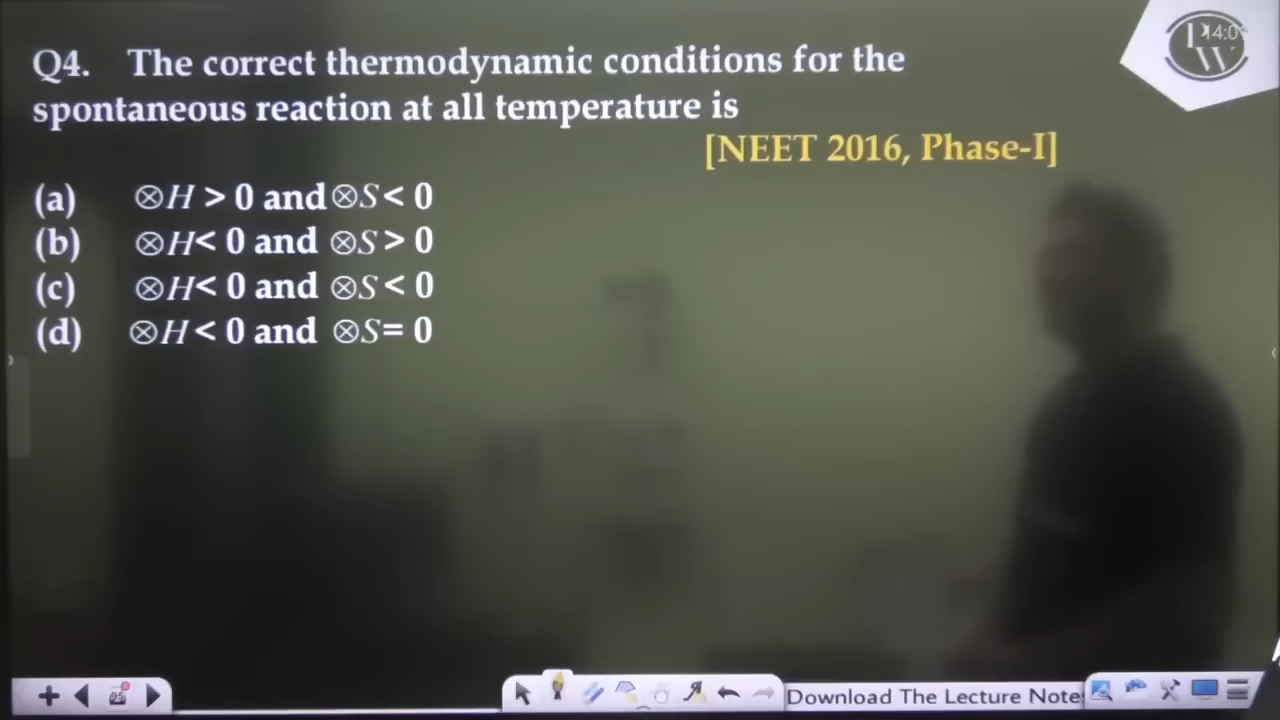 Q4. The correct thermodynamic conditions for the
spontaneous reaction at all temperature is
[NEET 2016, Phase-I]
(a) ⊗H > 0 and ⊗S < 0
(b) ⊗H < 0 and ⊗S > 0
(c) ⊗H < 0 and ⊗S < 0
(d) ⊗H < 0 and ⊗S = 0
Download The Lecture Note